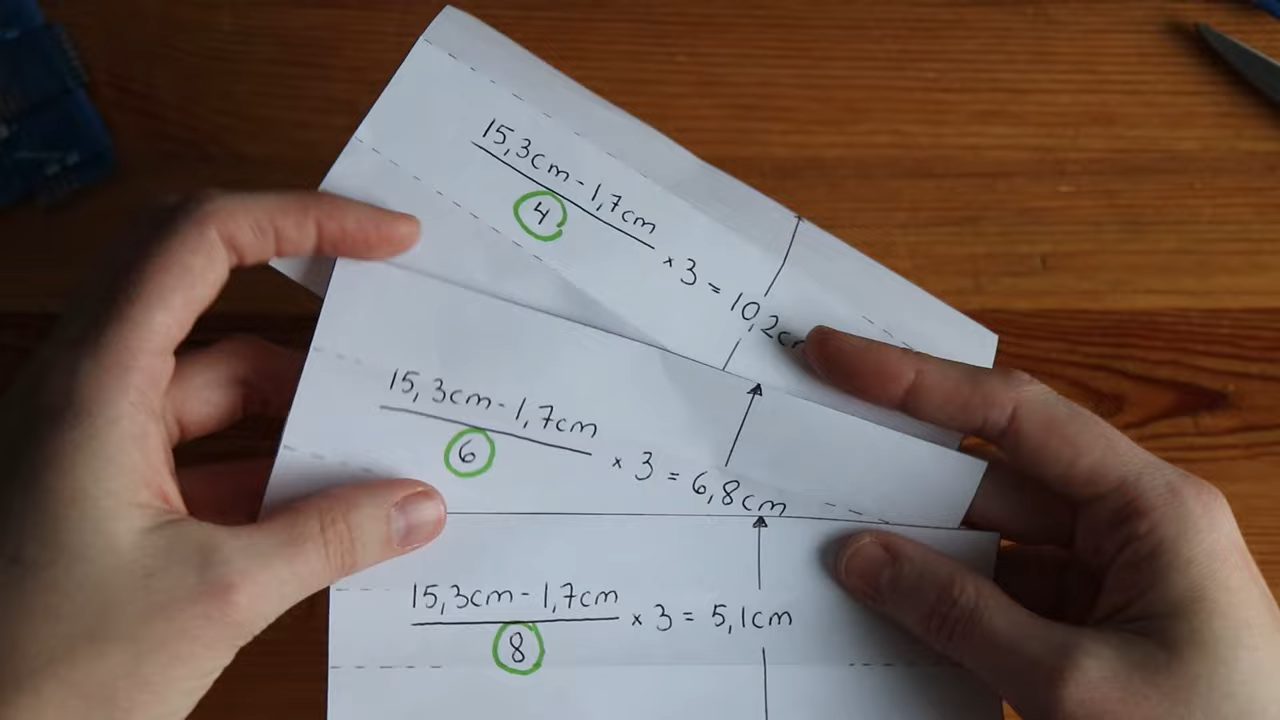 15,3cm - 1,7cm
4
× 3 = 10,2cm
15,3cm - 1,7cm
6
× 3 = 6,8cm
15,3cm - 1,7cm
8
× 3 = 5,1cm